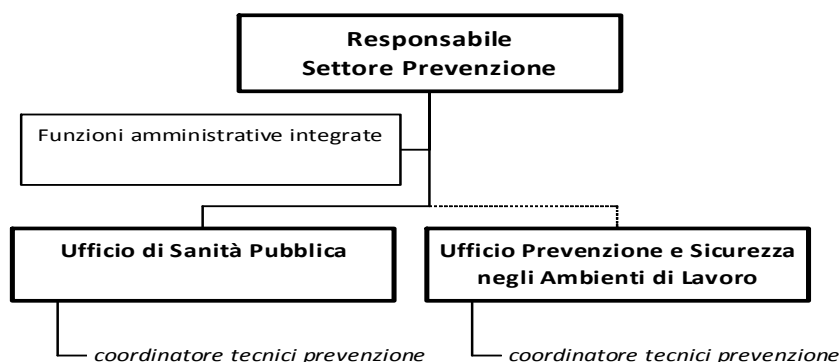 Responsabile
Settore Prevenzione
Funzioni amministrative integrate
Ufficio di Sanità Pubblica
Ufficio Prevenzione e Sicurezza
negli Ambienti di Lavoro
coordinatore tecnici prevenzione
coordinatore tecnici prevenzione